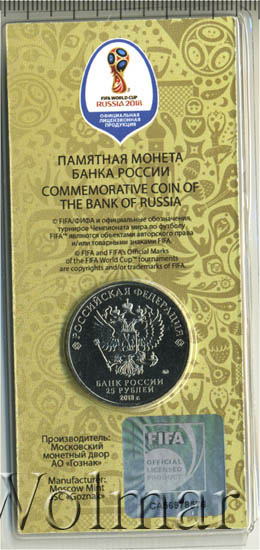 FIFA WORLD CUP
RUSSIA 2018
ОФИЦИАЛЬНАЯ
ЛИЦЕНЗИОННАЯ
ПРОДУКЦИЯ
ПАМЯТНАЯ МОНЕТА
БАНКА РОССИИ
COMMEMORATIVE COIN OF
THE BANK OF RUSSIA
© FIFA/ФИФА и официальные обозначения
турниров Чемпионата мира по футболу
FIFA™ являются объектами авторского права
и/или товарными знаками FIFA.
© FIFA and FIFA's Official Marks
of the FIFA World Cup™ tournaments
are copyrights and/or trademarks of FIFA.
РОССИЙСКАЯ ФЕДЕРАЦИЯ
БАНК РОССИИ
25 РУБЛЕЙ
2018 г.
Производитель:
Московский
монетный двор
АО «Гознак»
Manufacturer:
Moscow Mint
JSC «Goznak»
FIFA
OFFICIAL
LICENSED
PRODUCT
Wolmar